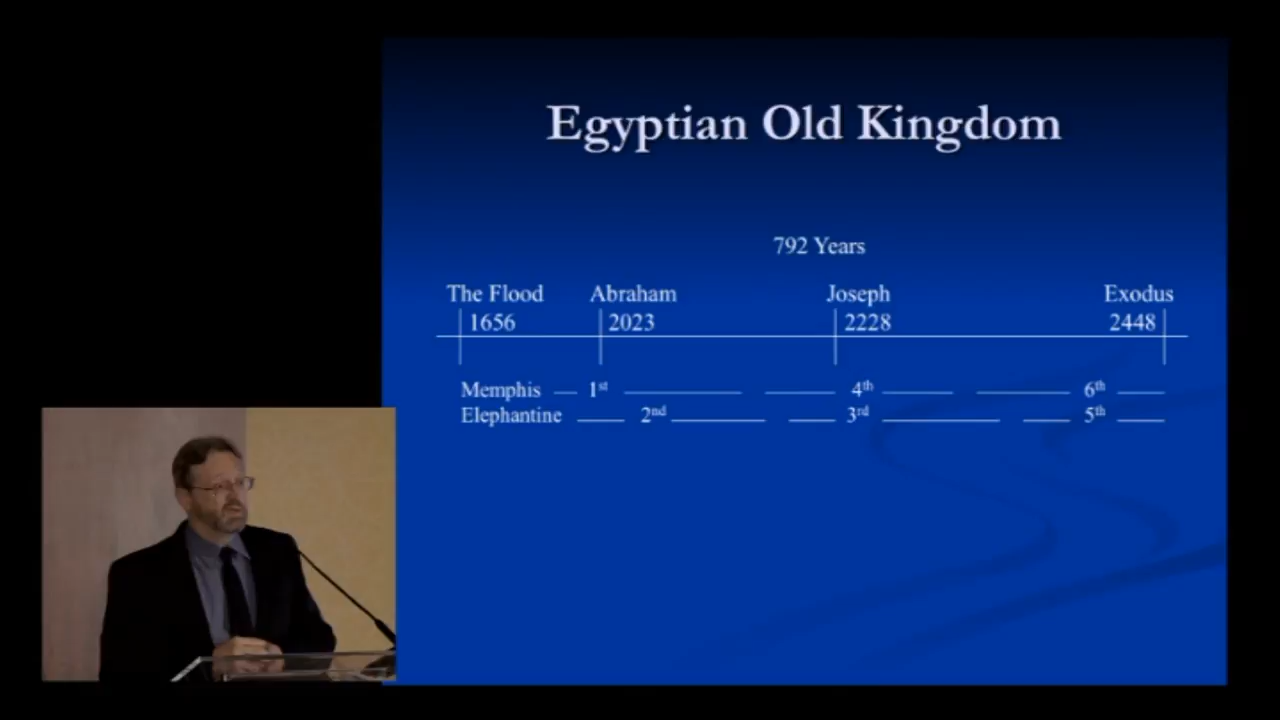 Egyptian Old Kingdom
792 Years
The Flood Abraham Joseph Exodus
1656 2023 2228 2448
Memphis 1st 4th 6th
Elephantine 2nd 3rd 5th